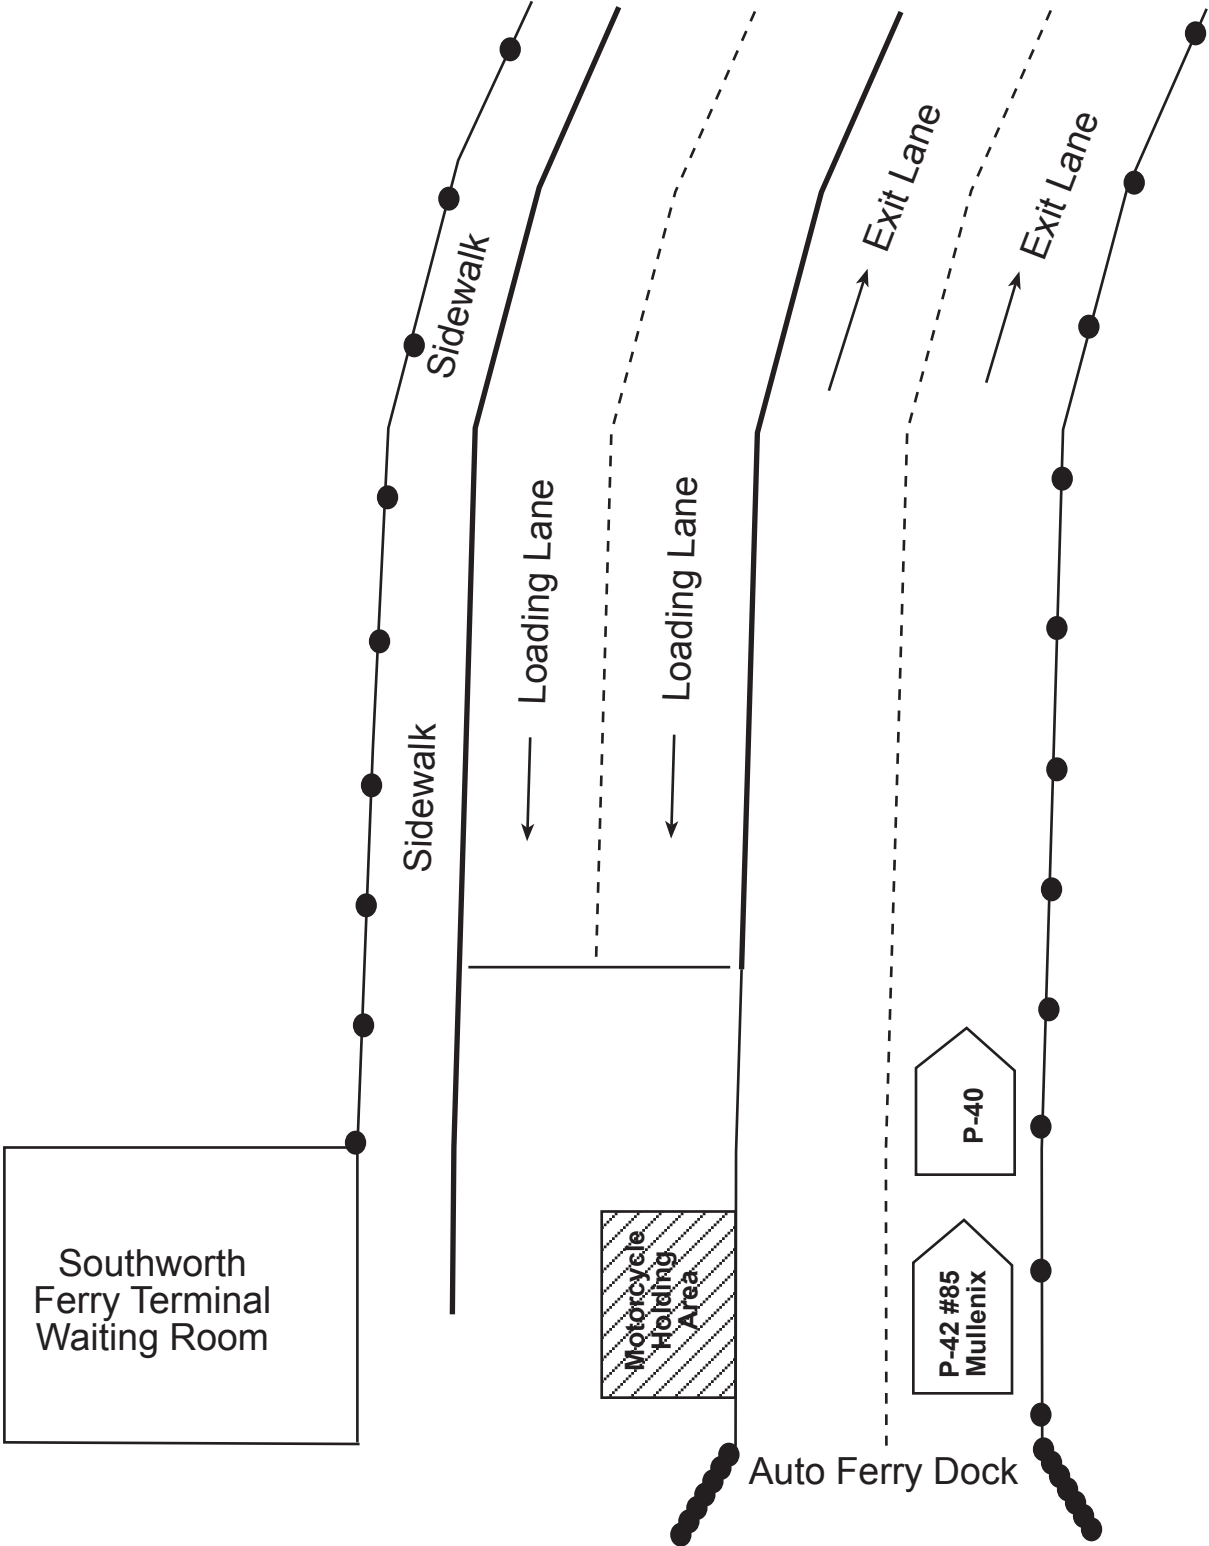 Exit Lane
Exit Lane
Sidewalk
Loading Lane
Loading Lane
Sidewalk
P-40
Southworth
Ferry Terminal
Waiting Room
Motorcycle
Holding
Area
P-42 #85
Mullenix
Auto Ferry Dock